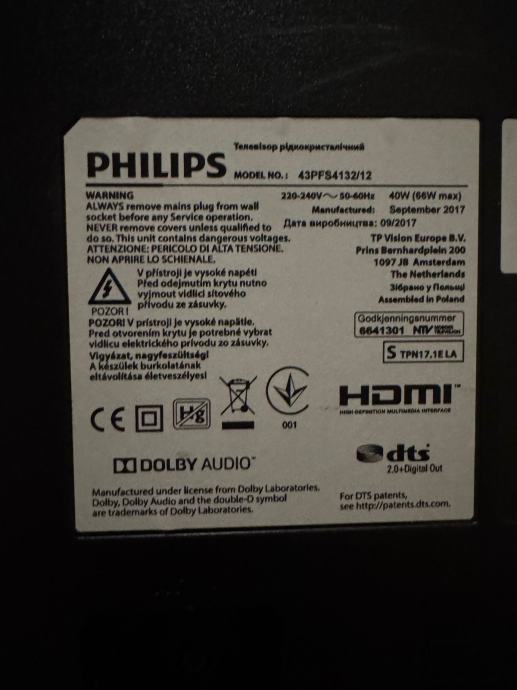 Телевізор рідкокристалічний
PHILIPS MODEL NO.: 43PFS4132/12
WARNING
ALWAYS remove mains plug from wall
socket before any Service operation.
NEVER remove covers unless qualified to
do so. This unit contains dangerous voltages.
ATTENZIONE: PERICOLO DI ALTA TENSIONE.
NON APRIRE LO SCHIENALE.
V přístroji je vysoké napětí
Před odejmutím krytu nutno
vyjmout vidlici síťového
přívodu ze zásuvky.
POZOR !
POZOR! V prístroji je vysoké napätie.
Pred otvorením krytu je potrebné vybrat
vidlicu elektrického prívodu zo zásuvky.
Vigyázat, nagyfeszültség!
A készülek burkolatának
eltávolítása életveszélyes!
220-240V~ 50-60Hz 40W (66W max)
Manufactured: September 2017
Дата виробництва: 09/2017
TP Vision Europe B.V.
Prins Bernhardplein 200
1097 JB Amsterdam
The Netherlands
Зібрано у Польщі
Assembled in Poland
Godkjenningsnummer
6641301 NTV
S TPN17.1E LA
CE Hg
001
HDMI™
HIGH-DEFINITION MULTIMEDIA INTERFACE
DOLBY AUDIO™
dts
2.0+Digital Out
Manufactured under license from Dolby Laboratories.
Dolby, Dolby Audio and the double-D symbol
are trademarks of Dolby Laboratories.
For DTS patents,
see http://patents.dts.com.